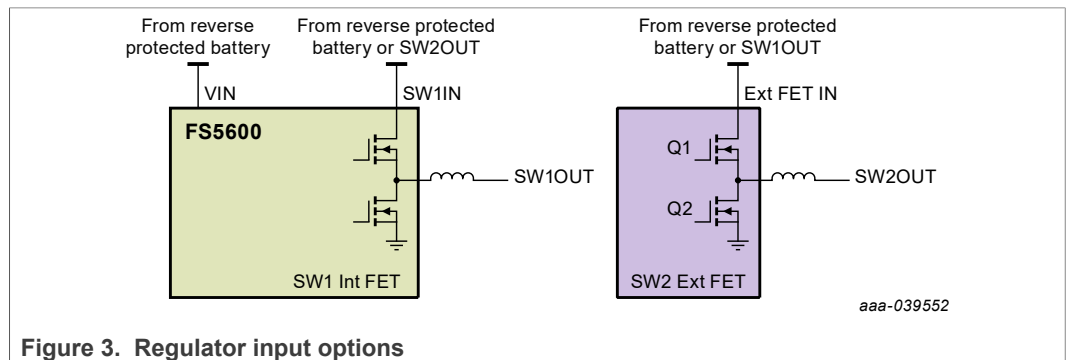 From reverse
protected battery
From reverse protected
battery or SW2OUT
From reverse protected
battery or SW1OUT
VIN
SW1IN
Ext FET IN
FS5600
Q1
SW1OUT
SW2OUT
Q2
SW1 Int FET
SW2 Ext FET
aaa-039552
Figure 3. Regulator input options